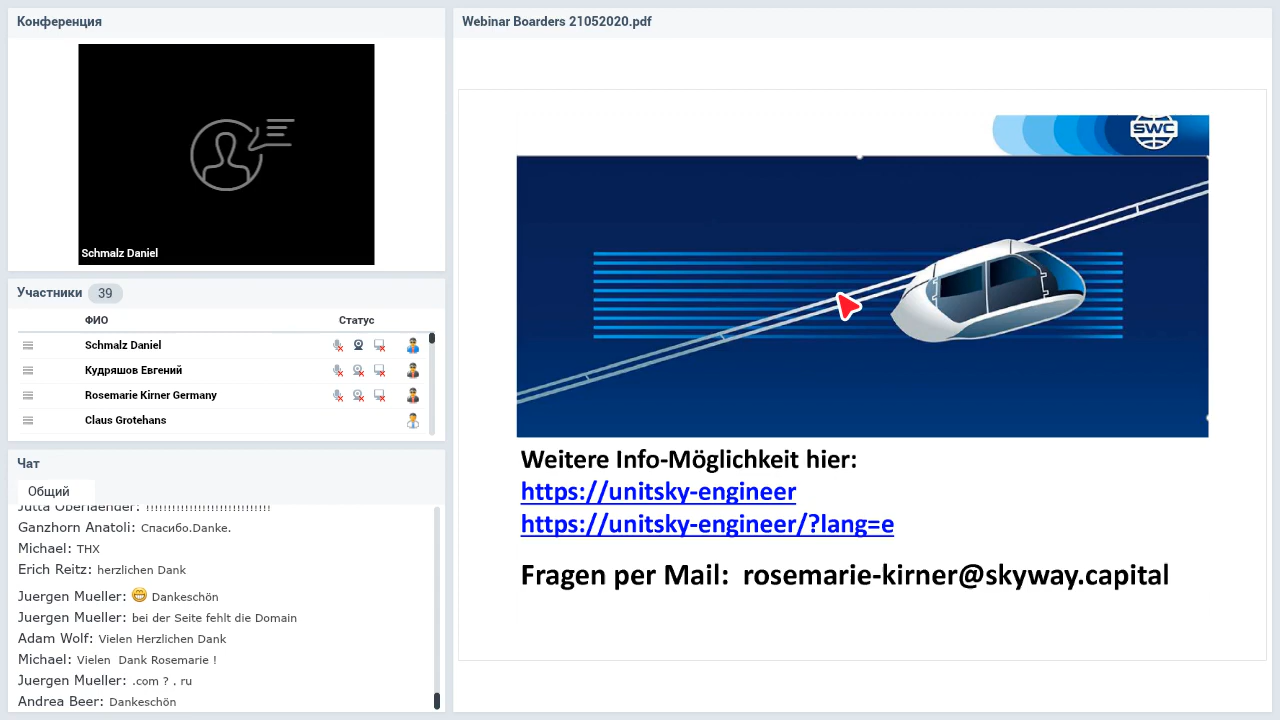 Конференция
Schmalz Daniel
Участники 39
ФИО Статус
Schmalz Daniel
Кудряшов Евгений
Rosemarie Kirner Germany
Claus Grotehans
Чат
Общий
Jutta Oberlaender: !!!!!!!!!!!!!!!!!!!!!!!!!!!!
Ganzhorn Anatoli: Спасибо.Danke.
Michael: THX
Erich Reitz: herzlichen Dank
Juergen Mueller: 😁 Dankeschön
Juergen Mueller: bei der Seite fehlt die Domain
Adam Wolf: Vielen Herzlichen Dank
Michael: Vielen Dank Rosemarie !
Juergen Mueller: .com ? . ru
Andrea Beer: Dankeschön
Webinar Boarders 21052020.pdf
SWC
Weitere Info-Möglichkeit hier:
https://unitsky-engineer
https://unitsky-engineer/?lang=e
Fragen per Mail: rosemarie-kirner@skyway.capital